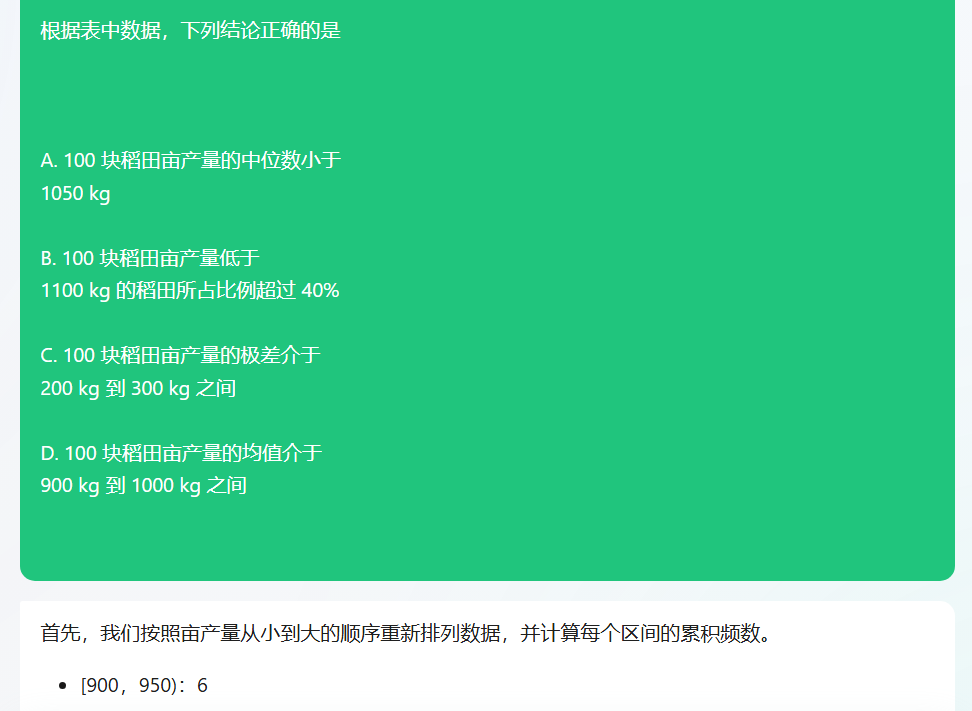 根据表中数据，下列结论正确的是
A. 100 块稻田亩产量的中位数小于
1050 kg
B. 100 块稻田亩产量低于
1100 kg 的稻田所占比例超过 40%
C. 100 块稻田亩产量的极差介于
200 kg 到 300 kg 之间
D. 100 块稻田亩产量的均值介于
900 kg 到 1000 kg 之间
首先，我们按照亩产量从小到大的顺序重新排列数据，并计算每个区间的累积频数。
• [900，950)：6